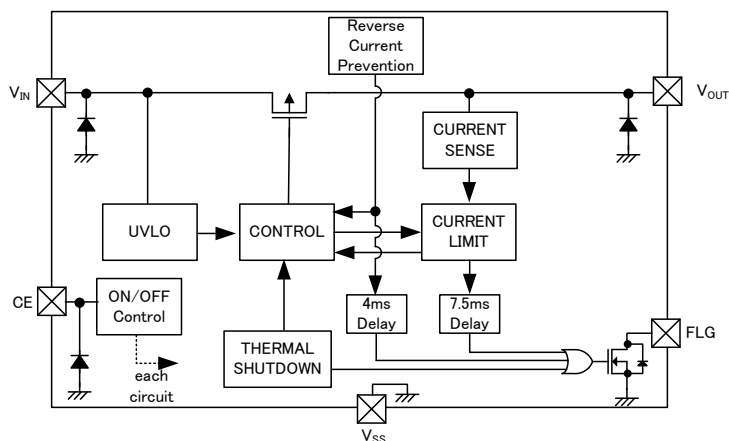 Reverse
Current
Prevention
VIN
VOUT
CURRENT
SENSE
UVLO
CONTROL
CURRENT
LIMIT
CE
ON/OFF
Control
4ms
Delay
7.5ms
Delay
FLG
THERMAL
SHUTDOWN
each
circuit
VSS